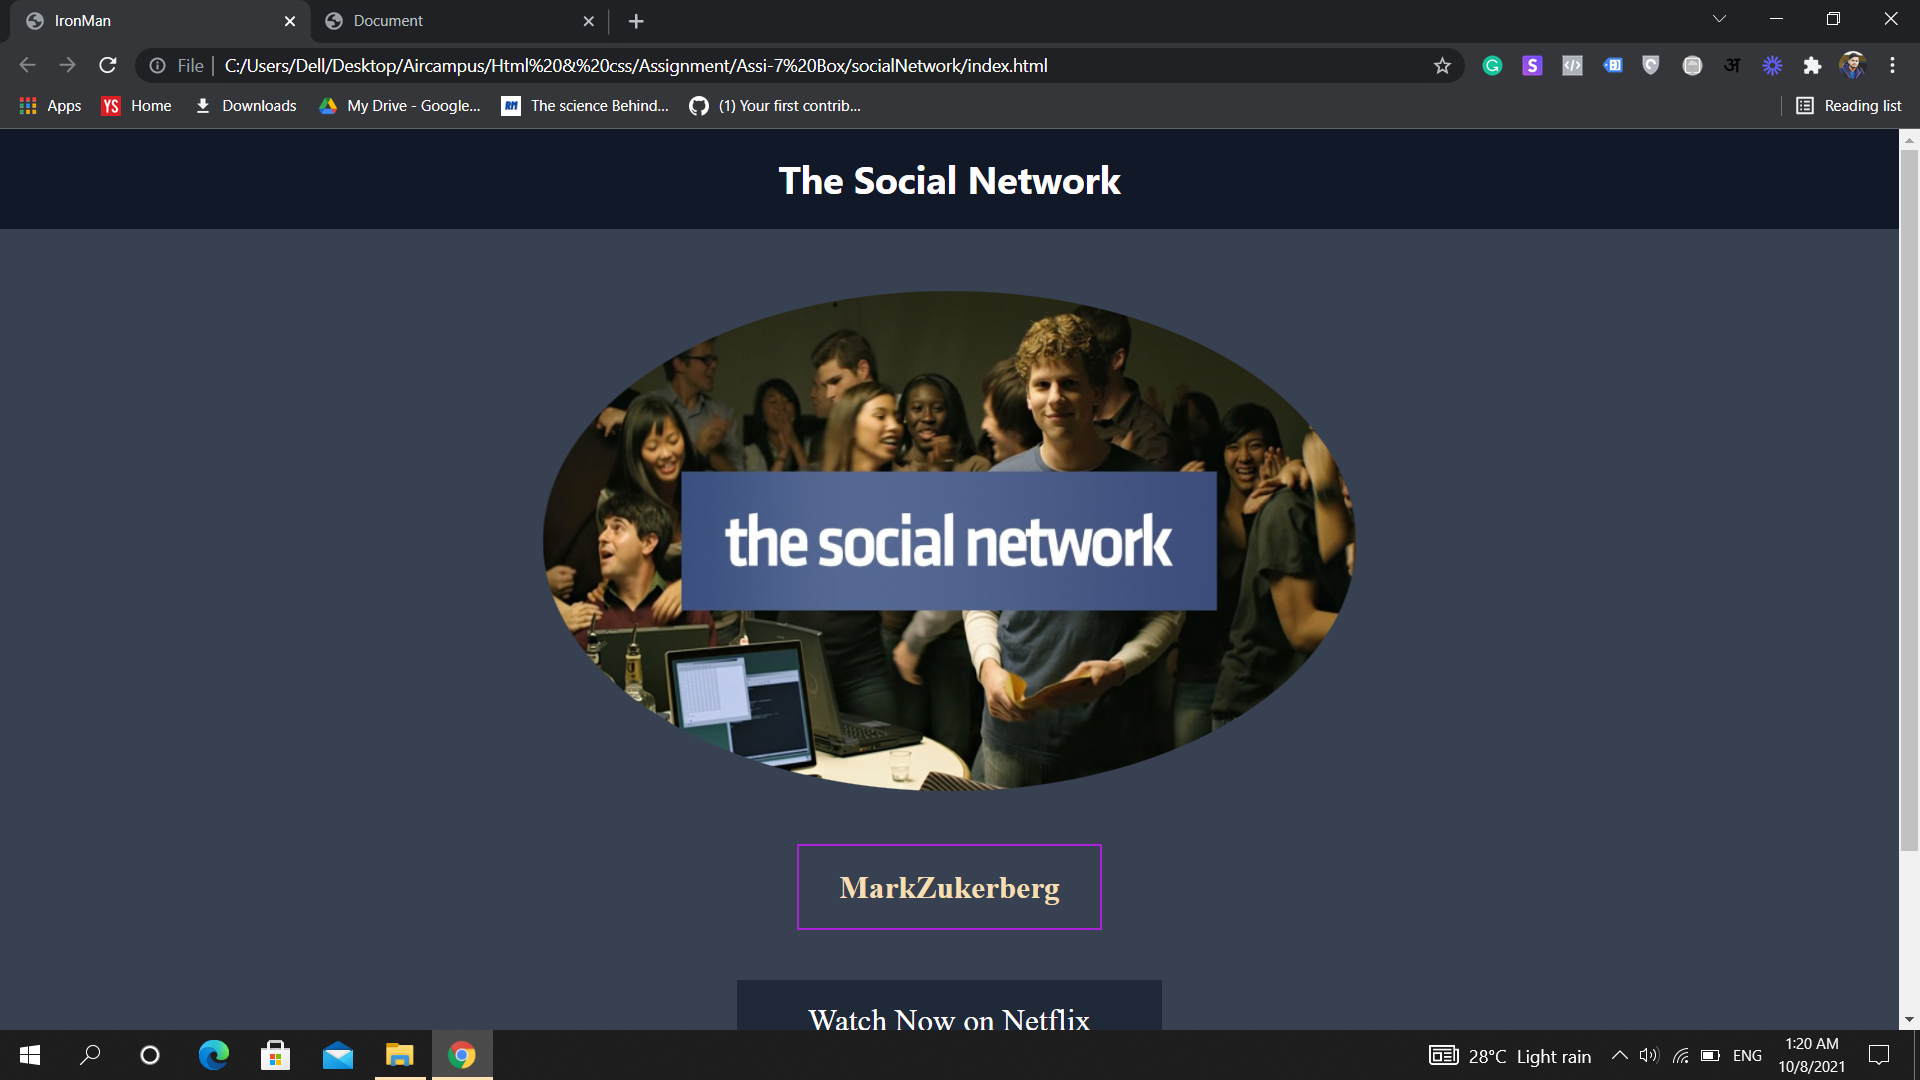 IronMan
Document
File
C:/Users/Dell/Desktop/Aircampus/Html%20&%20css/Assignment/Assi-7%20Box/socialNetwork/index.html
Apps
YS Home
Downloads
My Drive - Google...
RM The science Behind...
(1) Your first contrib...
Reading list
The Social Network
the social network
MarkZukerberg
Watch Now on Netflix
28°C Light rain
ENG
1:20 AM
10/8/2021